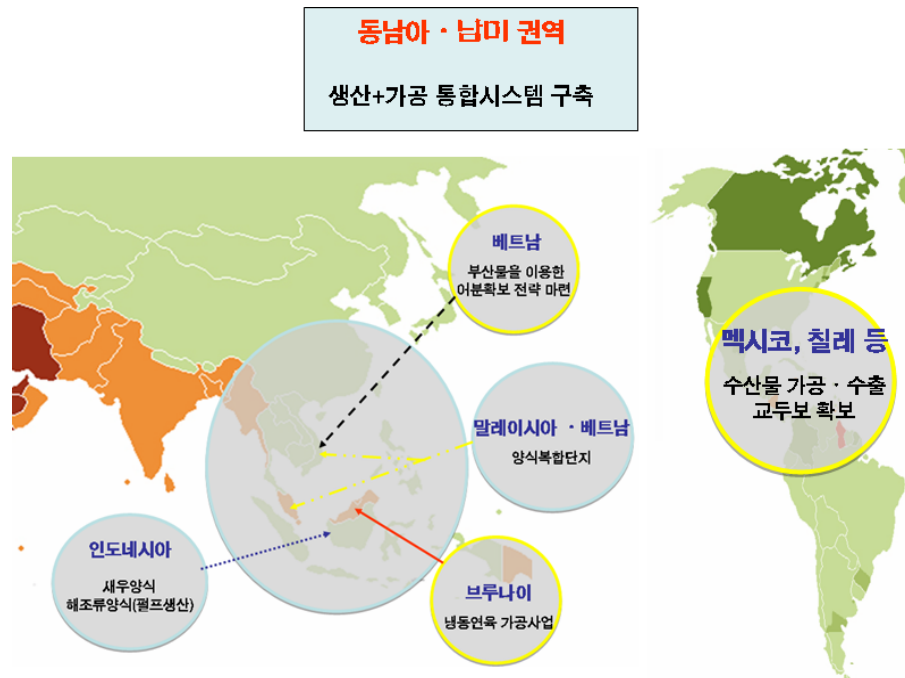 동남아 · 남미 권역
생산+가공 통합시스템 구축
베트남
부산물을 이용한
어분확보 전략 마련
멕시코, 칠레 등
수산물 가공 · 수출
교두보 확보
말레이시아 · 베트남
양식복합단지
인도네시아
새우양식
해조류양식(펄프생산)
브루나이
냉동연육 가공사업